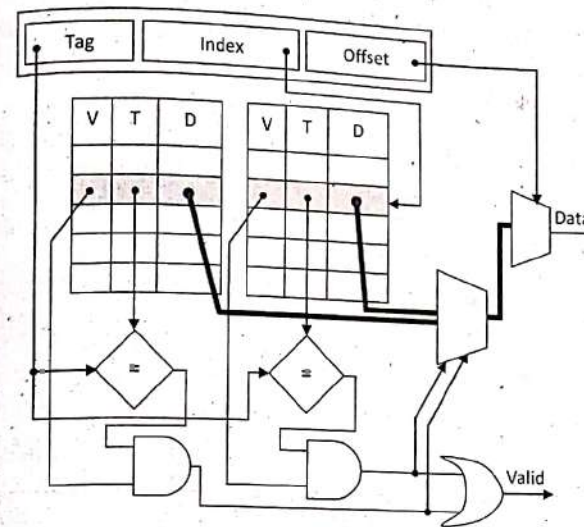 Tag Index Offset
V T D V T D
Data
= =
Valid